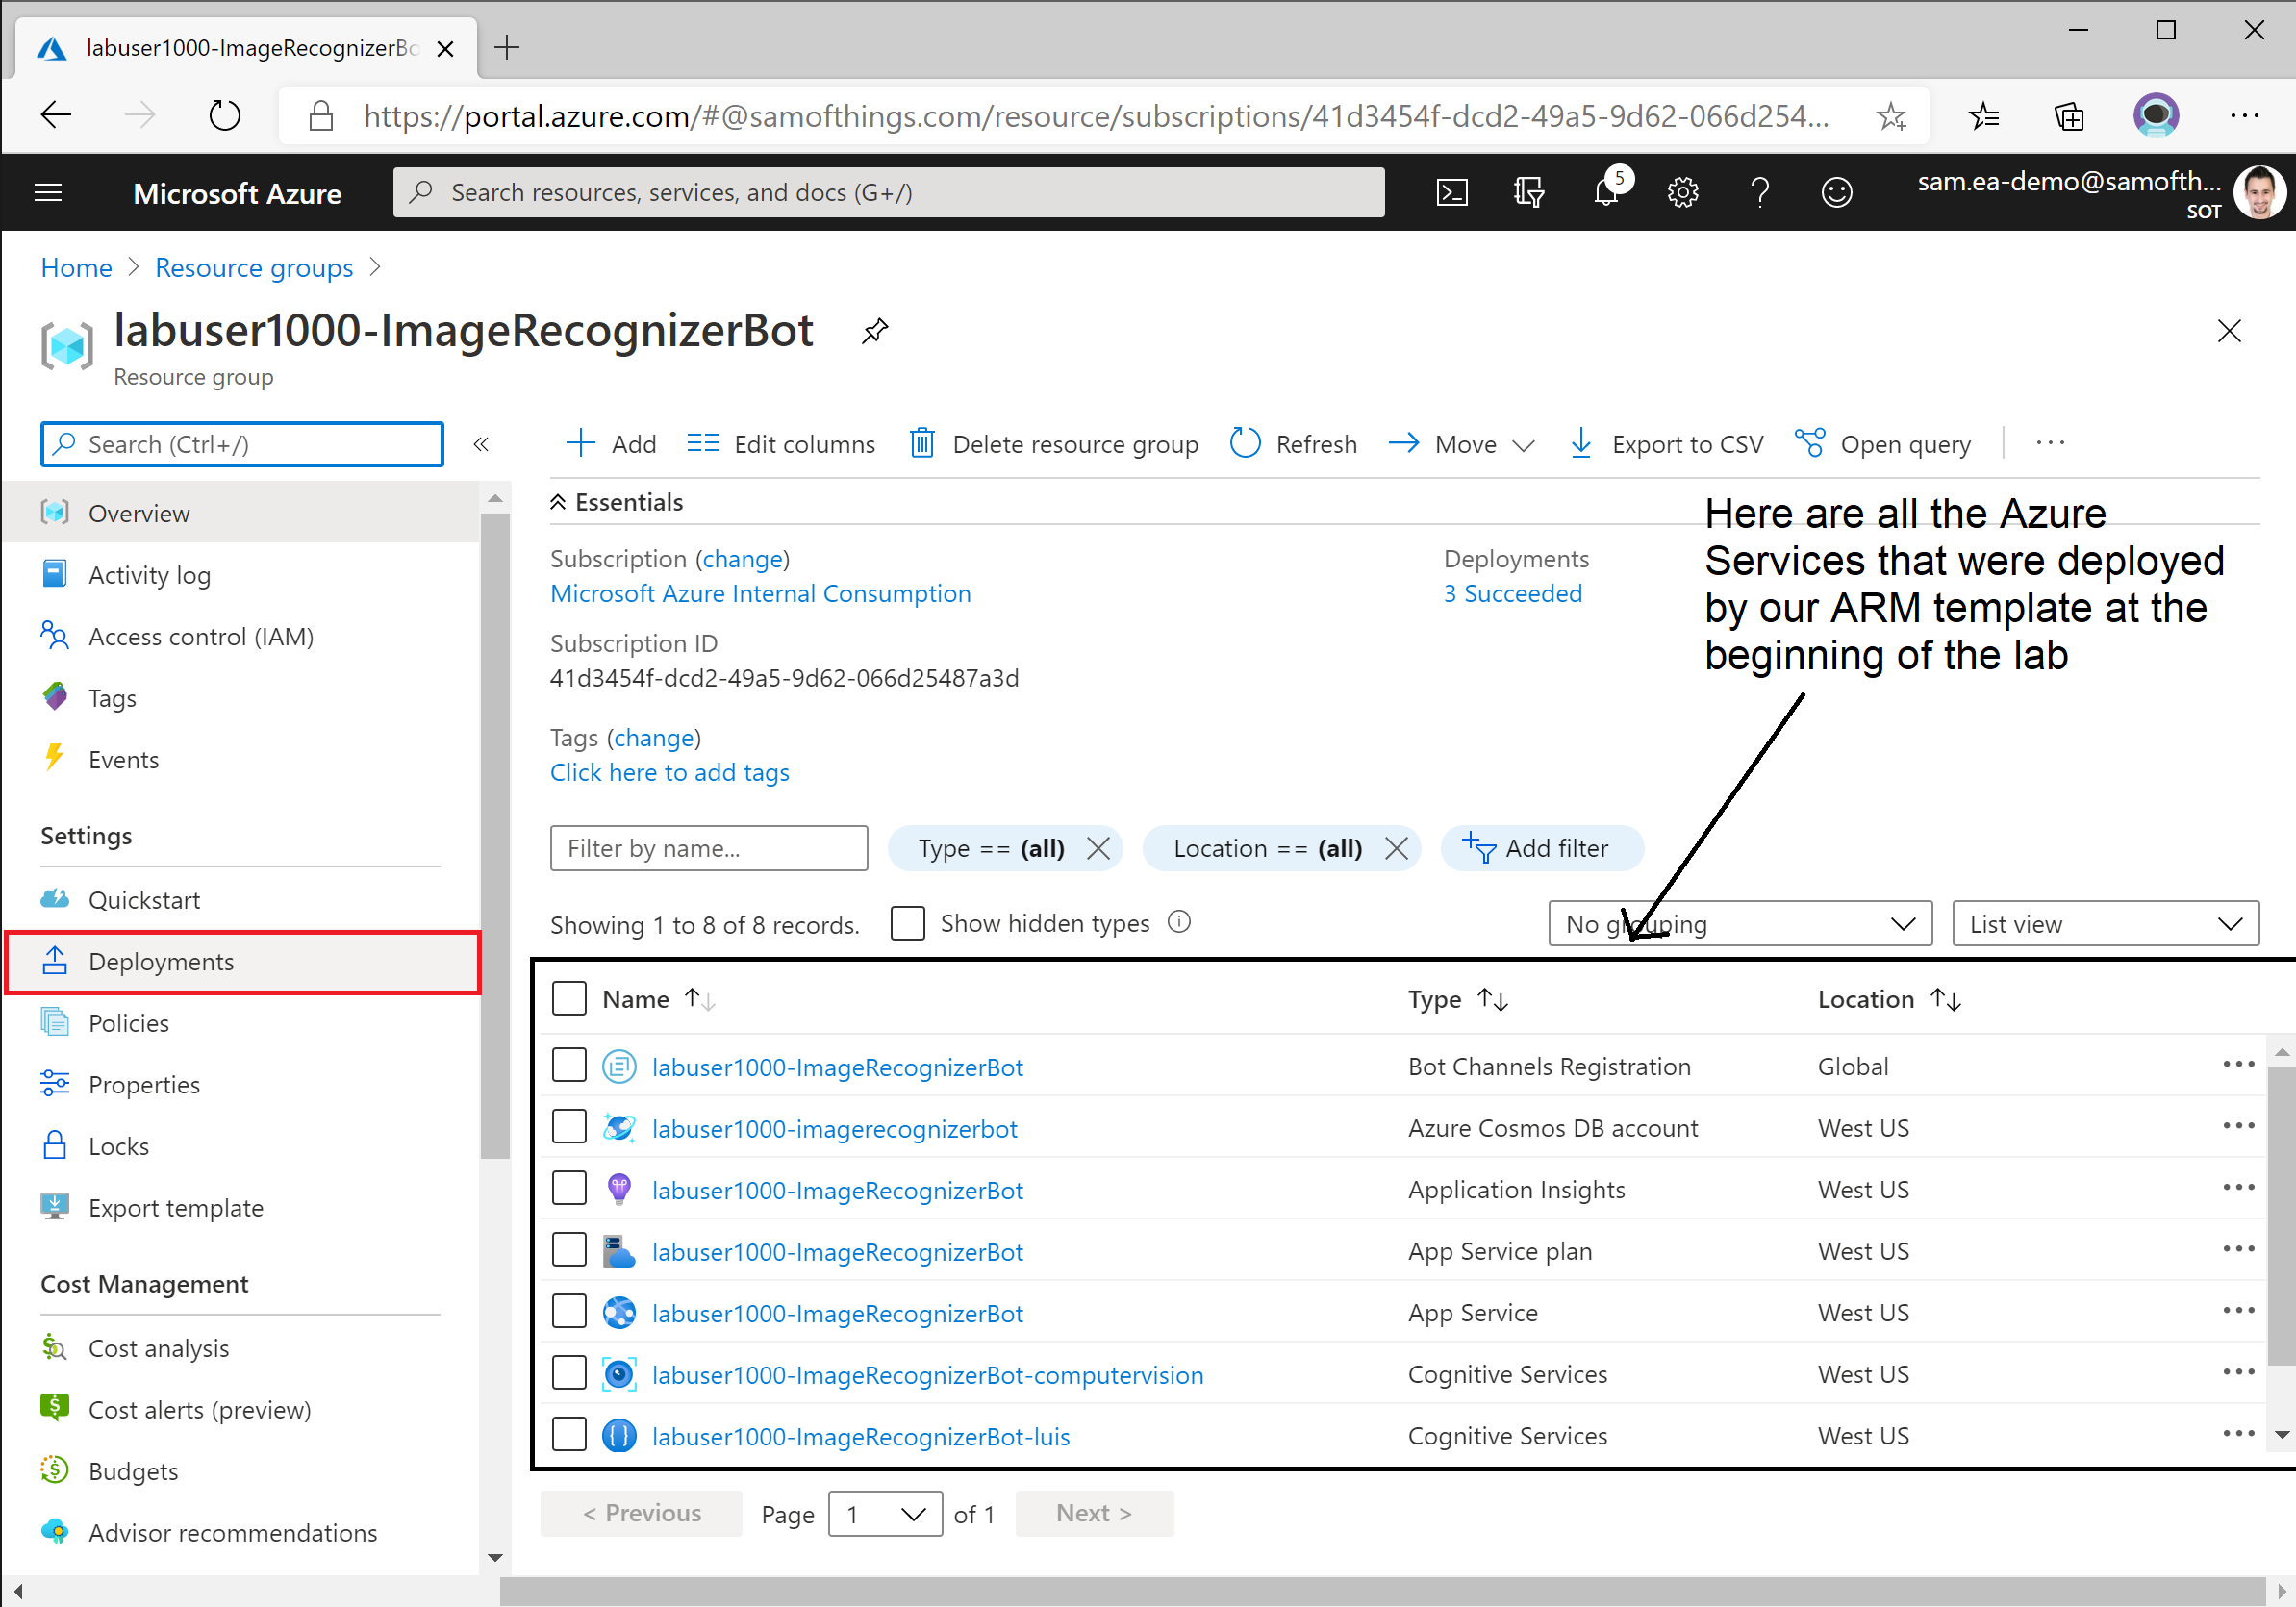 labuser1000-ImageRecognizerBo
https://portal.azure.com/#@samofthings.com/resource/subscriptions/41d3454f-dcd2-49a5-9d62-066d254...
Microsoft Azure
Search resources, services, and docs (G+/)
5
sam.ea-demo@samofth...
SOT
Home > Resource groups >
labuser1000-ImageRecognizerBot
Resource group
Search (Ctrl+/)
«
Add
Edit columns
Delete resource group
Refresh
Move
Export to CSV
Open query
...
Overview
Activity log
Access control (IAM)
Tags
Events
Settings
Quickstart
Deployments
Policies
Properties
Locks
Export template
Cost Management
Cost analysis
Cost alerts (preview)
Budgets
Advisor recommendations
Essentials
Subscription (change)
Microsoft Azure Internal Consumption
Subscription ID
41d3454f-dcd2-49a5-9d62-066d25487a3d
Tags (change)
Click here to add tags
Deployments
3 Succeeded
Here are all the Azure
Services that were deployed
by our ARM template at the
beginning of the lab
Filter by name...
Type == (all)
Location == (all)
Add filter
Showing 1 to 8 of 8 records.
Show hidden types
No grouping
List view
Name Type Location
labuser1000-ImageRecognizerBot Bot Channels Registration Global
labuser1000-imagerecognizerbot Azure Cosmos DB account West US
labuser1000-ImageRecognizerBot Application Insights West US
labuser1000-ImageRecognizerBot App Service plan West US
labuser1000-ImageRecognizerBot App Service West US
labuser1000-ImageRecognizerBot-computervision Cognitive Services West US
labuser1000-ImageRecognizerBot-luis Cognitive Services West US
< Previous Page 1 of 1 Next >